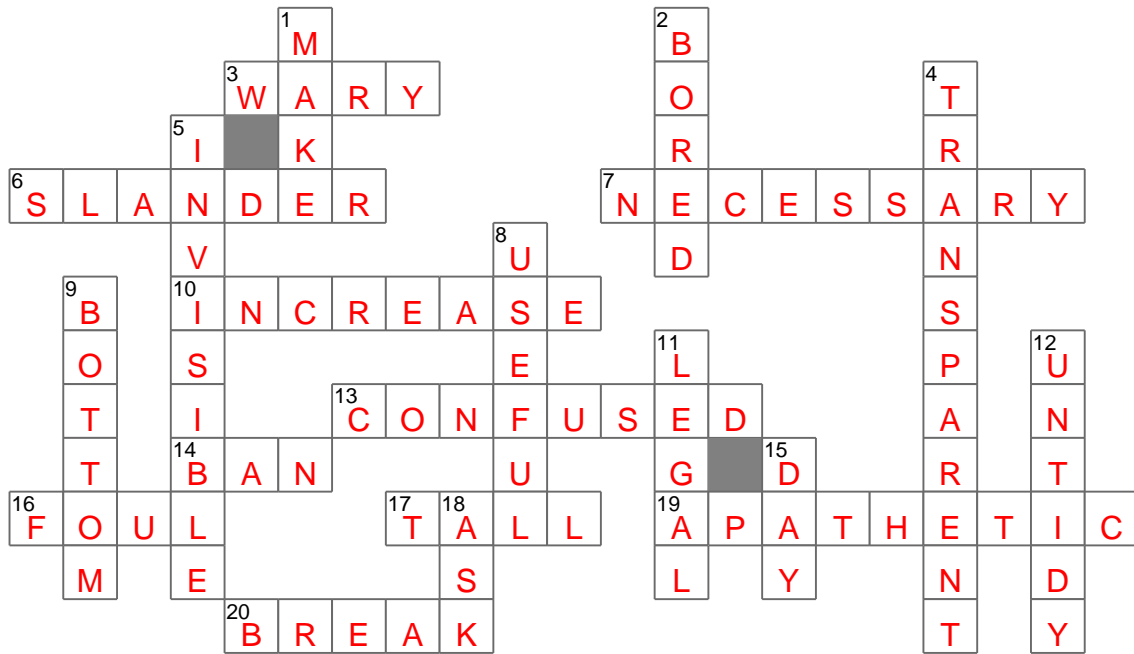 1 2
M B
3 4
W A R Y O T
5
I K R R
6 7
S L A N D E R N E C E S S A R Y
8
V U D N
9 10
B I N C R E A S E S
11 12
O S E L P U
13
T I C O N F U S E D A N
14 15
T B A N U G D R T
16 17 18 19
F O U L T A L L A P A T H E T I C
M E S L Y N D
20
B R E A K T Y